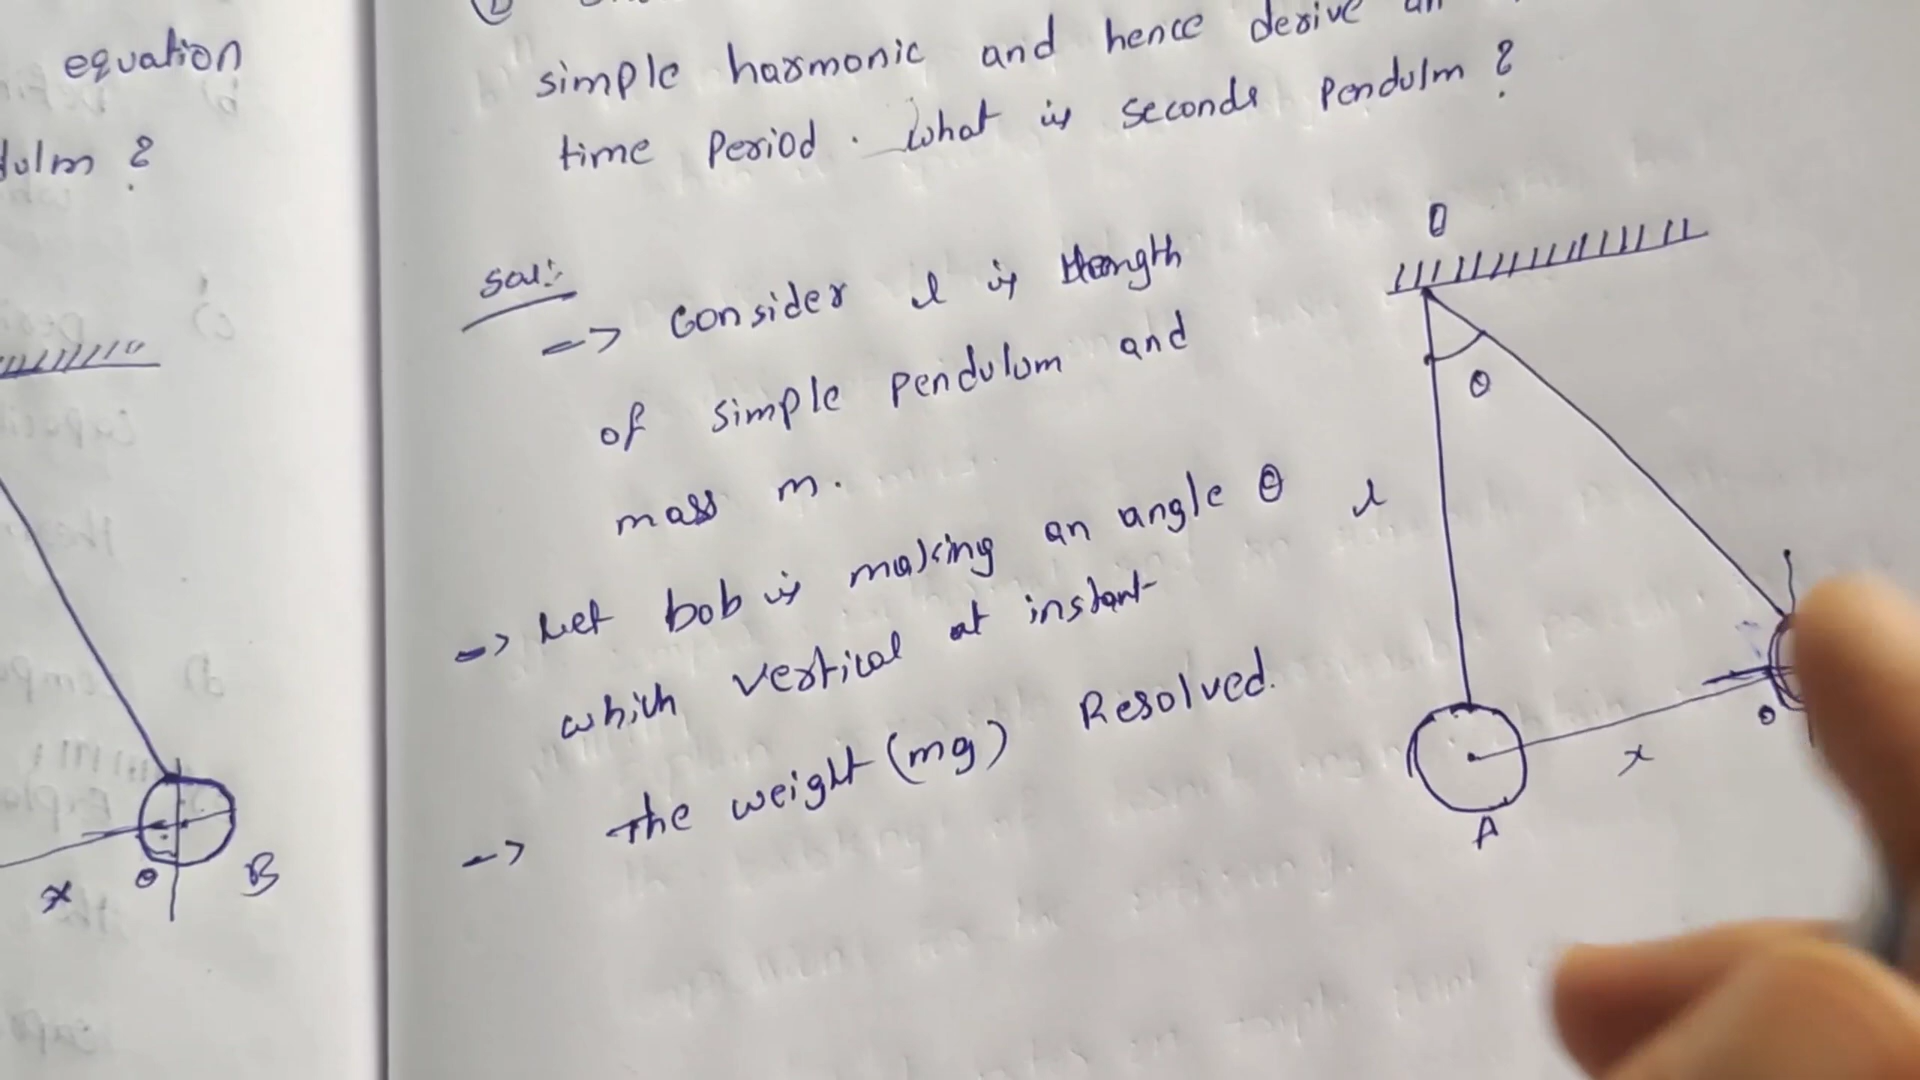 equation
dulm ?
x
θ
B
simple harmonic and hence derive an
time Period. What is seconds Pendulm ?
Sol:
-> Consider l is length
of simple pendulum and
mass m.
-> Let bob is making an angle θ
which vertical at instant
-> The weight (mg) Resolved.
O
θ
l
x
θ
A